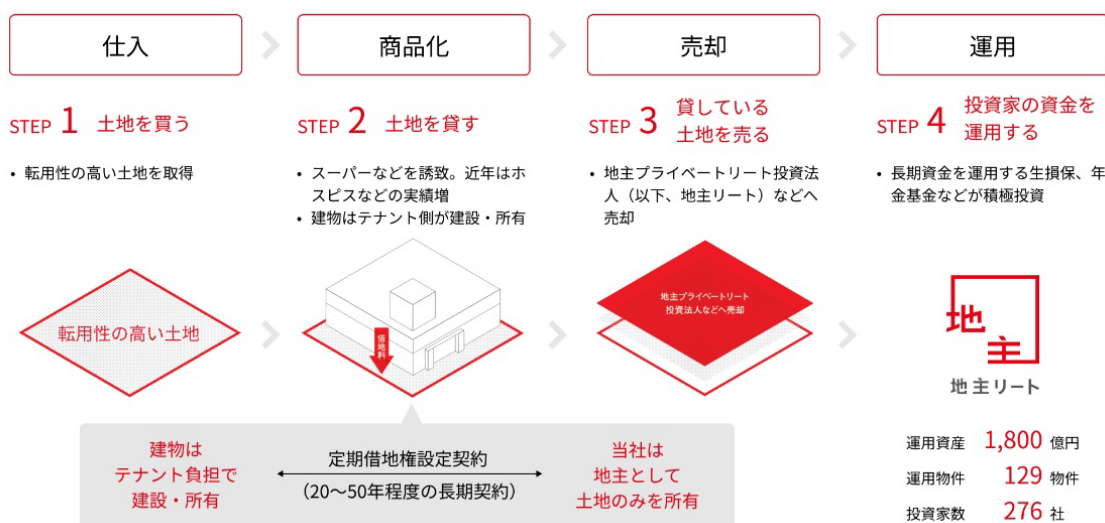 仕入
商品化
売却
運用
STEP 1 土地を買う
・転用性の高い土地を取得
STEP 2 土地を貸す
・スーパーなどを誘致。近年はホ
スピスなどの実績増
・建物はテナント側が建設・所有
STEP 3 貸している
土地を売る
・地主プライベートリート投資法
人（以下、地主リート）などへ
売却
STEP 4 投資家の資金を
運用する
・長期資金を運用する生損保、年
金基金などが積極投資
転用性の高い土地
借地料
地主プライベートリート
投資法人などへ売却
地主
地主リート
建物は
テナント負担で
建設・所有
定期借地権設定契約
（20〜50年程度の長期契約）
当社は
地主として
土地のみを所有
運用資産 1,800 億円
運用物件 129 物件
投資家数 276 社